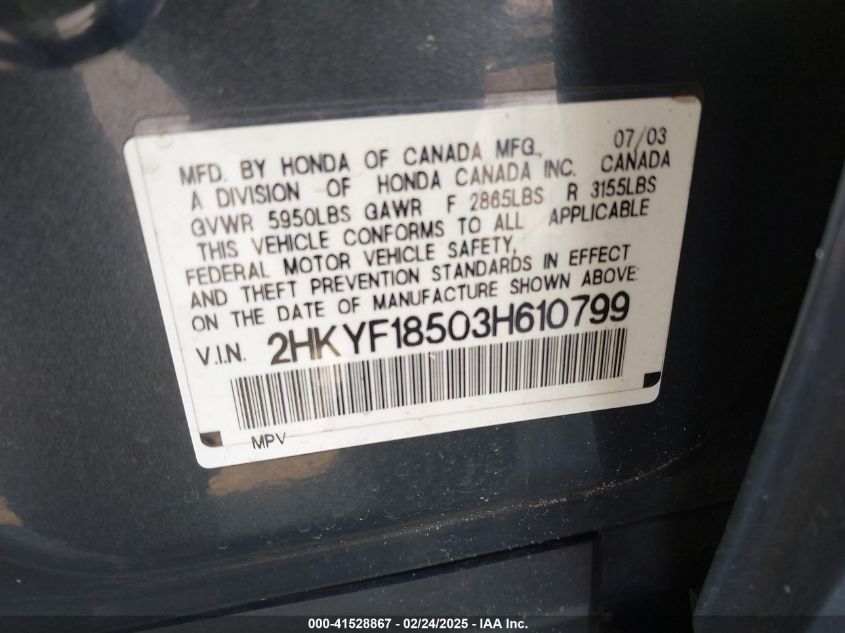 07/03
MFD. BY HONDA OF CANADA MFG.,
A DIVISION OF HONDA CANADA INC. CANADA
GVWR 5950LBS GAWR F 2865LBS R 3155LBS
THIS VEHICLE CONFORMS TO ALL APPLICABLE
FEDERAL MOTOR VEHICLE SAFETY,
AND THEFT PREVENTION STANDARDS IN EFFECT
ON THE DATE OF MANUFACTURE SHOWN ABOVE:
V.I.N. 2HKYF18503H610799
MPV
000-41528867 - 02/24/2025 - IAA Inc.